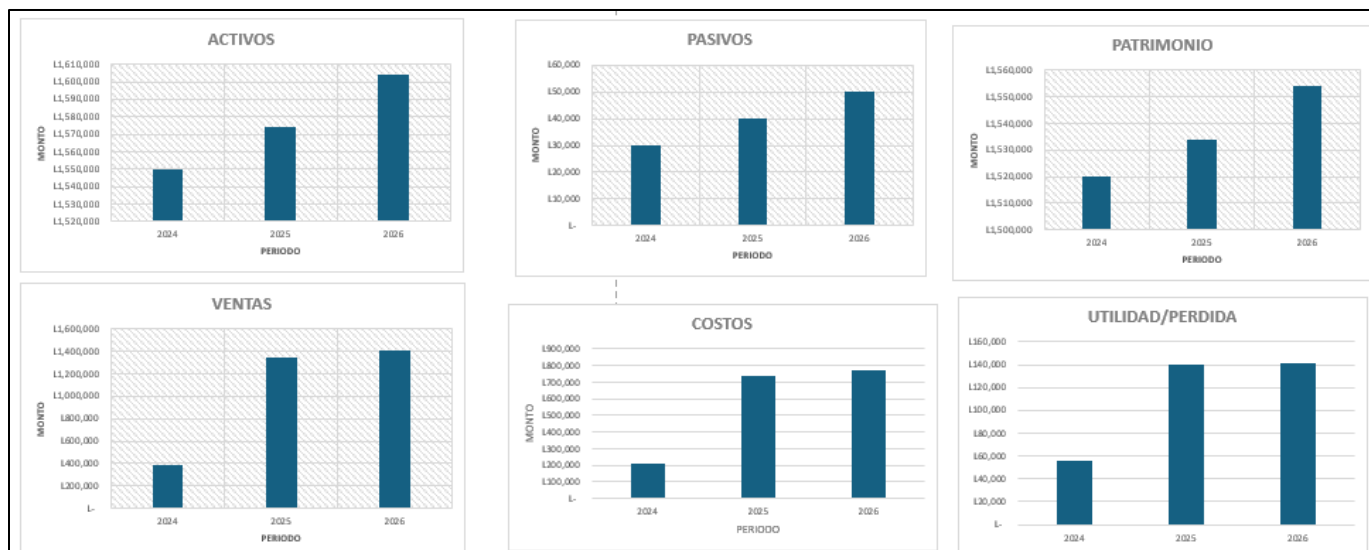 ACTIVOS
L1,610,000
L1,600,000
L1,590,000
L1,580,000
L1,570,000
L1,560,000
L1,550,000
L1,540,000
L1,530,000
L1,520,000
MONTO
2024 2025 2026
PERIODO
PASIVOS
L60,000
L50,000
L40,000
L30,000
L20,000
L10,000
L-
MONTO
2024 2025 2026
PERIODO
PATRIMONIO
L1,560,000
L1,550,000
L1,540,000
L1,530,000
L1,520,000
L1,510,000
L1,500,000
MONTO
2024 2025 2026
PERIODO
VENTAS
L1,600,000
L1,400,000
L1,200,000
L1,000,000
L800,000
L600,000
L400,000
L200,000
L-
MONTO
2024 2025 2026
PERIODO
COSTOS
L900,000
L800,000
L700,000
L600,000
L500,000
L400,000
L300,000
L200,000
L100,000
L-
MONTO
2024 2025 2026
PERIODO
UTILIDAD/PERDIDA
L160,000
L140,000
L120,000
L100,000
L80,000
L60,000
L40,000
L20,000
L-
2024 2025 2026